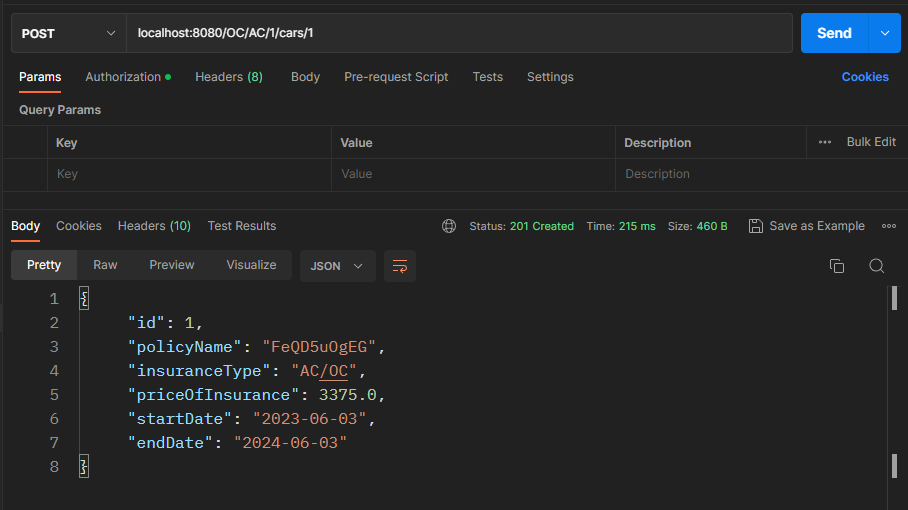 POST localhost:8080/OC/AC/1/cars/1 Send
Params Authorization Headers (8) Body Pre-request Script Tests Settings Cookies
Query Params
Key Value Description Bulk Edit
Key Value Description
Body Cookies Headers (10) Test Results Status: 201 Created Time: 215 ms Size: 460 B Save as Example
Pretty Raw Preview Visualize JSON
1 {
2 "id": 1,
3 "policyName": "FeQD5uOgEG",
4 "insuranceType": "AC/OC",
5 "priceOfInsurance": 3375.0,
6 "startDate": "2023-06-03",
7 "endDate": "2024-06-03"
8 }